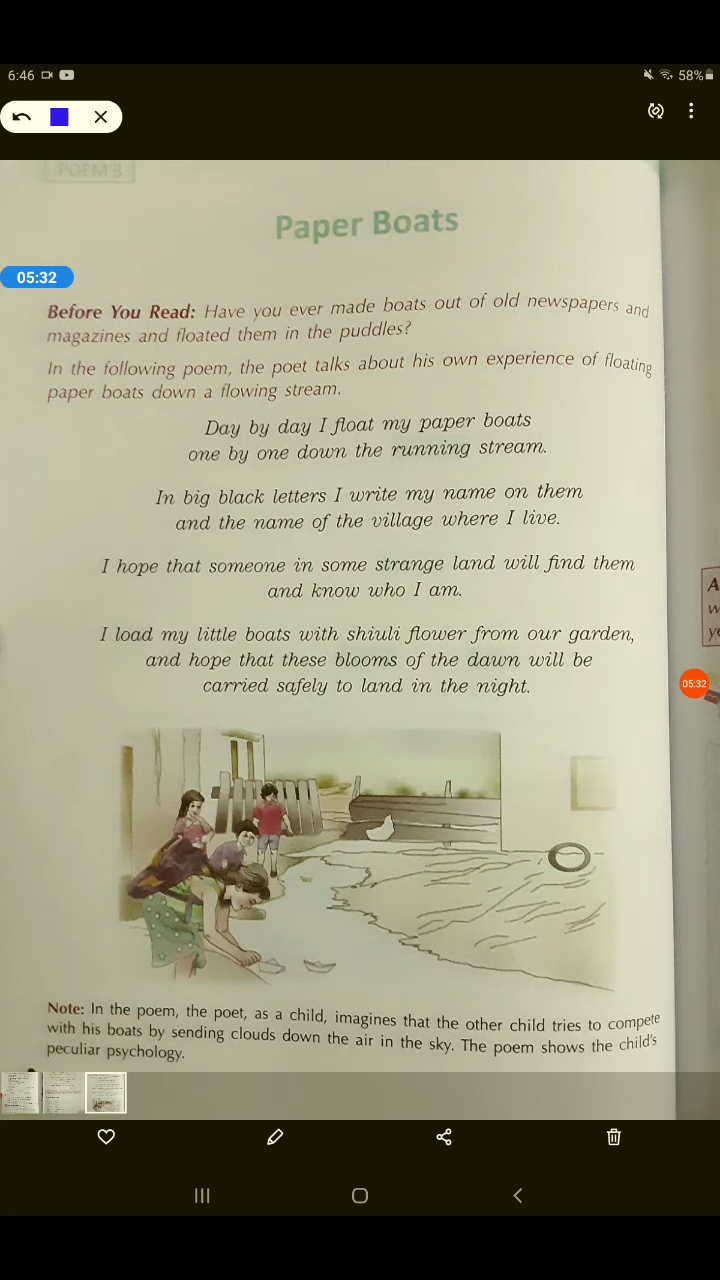 6:46
58%
POEM 3
Paper Boats
05:32
Before You Read: Have you ever made boats out of old newspapers and
magazines and floated them in the puddles?
In the following poem, the poet talks about his own experience of floating
paper boats down a flowing stream.
Day by day I float my paper boats
one by one down the running stream.
In big black letters I write my name on them
and the name of the village where I live.
I hope that someone in some strange land will find them
and know who I am.
I load my little boats with shiuli flower from our garden,
and hope that these blooms of the dawn will be
carried safely to land in the night.
05:32
Note: In the poem, the poet, as a child, imagines that the other child tries to compete
with his boats by sending clouds down the air in the sky. The poem shows the child's
peculiar psychology.